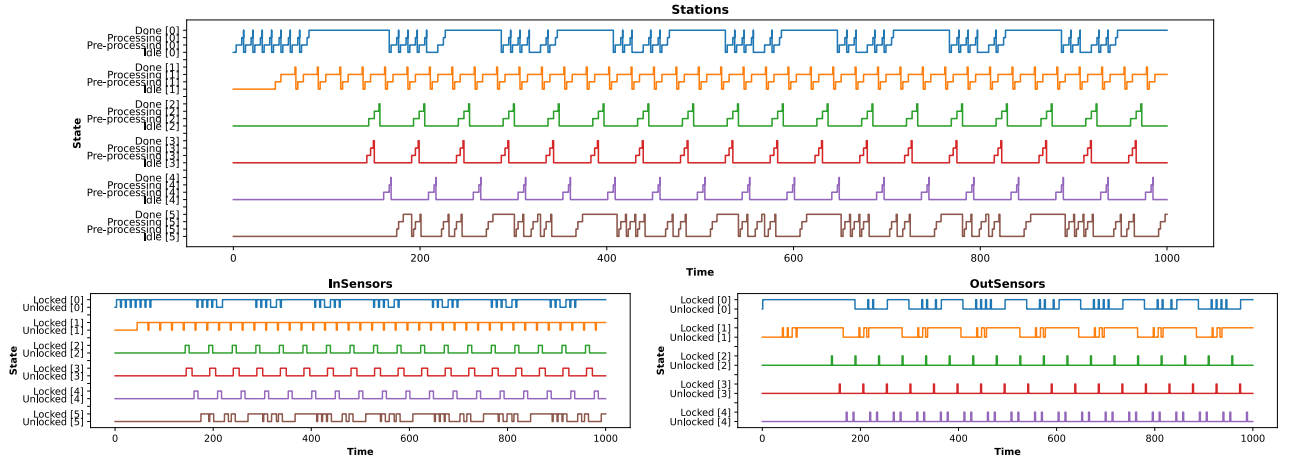 Stations
Done [0]
Processing [0]
Pre-processing [0]
Idle [0]
Done [1]
Processing [1]
Pre-processing [1]
Idle [1]
Done [2]
Processing [2]
Pre-processing [2]
Idle [2]
Done [3]
Processing [3]
Pre-processing [3]
Idle [3]
Done [4]
Processing [4]
Pre-processing [4]
Idle [4]
Done [5]
Processing [5]
Pre-processing [5]
Idle [5]
State
0 200 400 600 800 1000
Time
InSensors
Locked [0]
Unlocked [0]
Locked [1]
Unlocked [1]
Locked [2]
Unlocked [2]
Locked [3]
Unlocked [3]
Locked [4]
Unlocked [4]
Locked [5]
Unlocked [5]
State
0 200 400 600 800 1000
Time
OutSensors
Locked [0]
Unlocked [0]
Locked [1]
Unlocked [1]
Locked [2]
Unlocked [2]
Locked [3]
Unlocked [3]
Locked [4]
Unlocked [4]
State
0 200 400 600 800 1000
Time